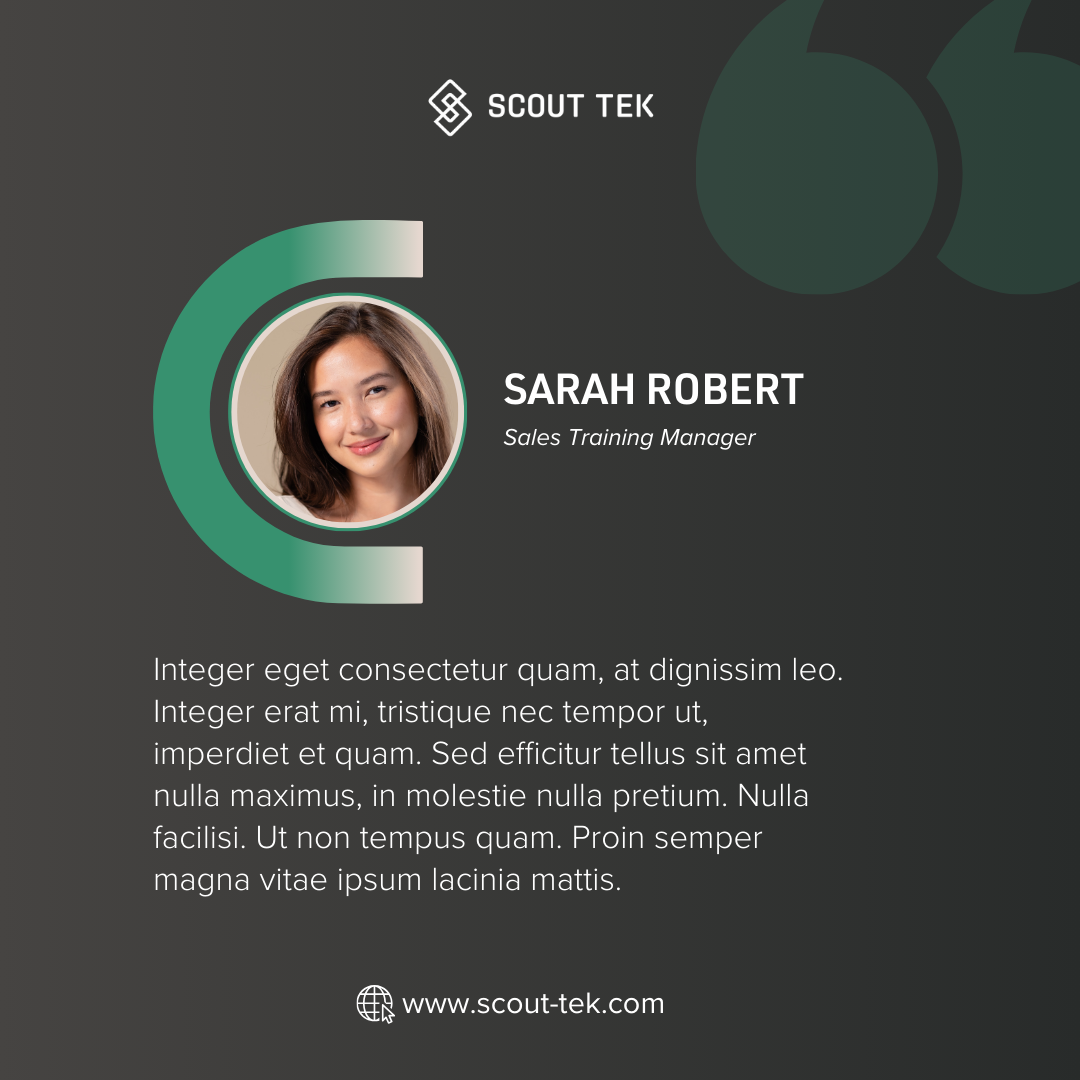 SCOUT TEK
SARAH ROBERT
Sales Training Manager
Integer eget consectetur quam, at dignissim leo.
Integer erat mi, tristique nec tempor ut,
imperdiet et quam. Sed efficitur tellus sit amet
nulla maximus, in molestie nulla pretium. Nulla
facilisi. Ut non tempus quam. Proin semper
magna vitae ipsum lacinia mattis.
www.scout-tek.com